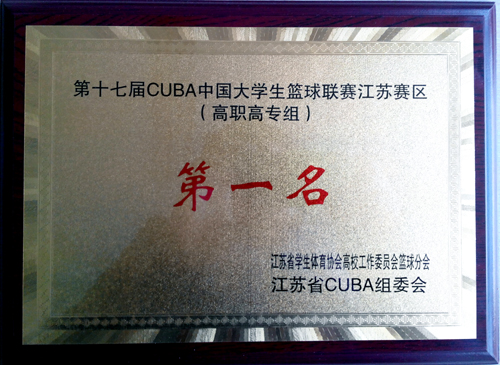 第十七届CUBA中国大学生篮球联赛江苏赛区
（高职高专组）
第一名
江苏省学生体育协会高校工作委员会篮球分会
江苏省CUBA组委会